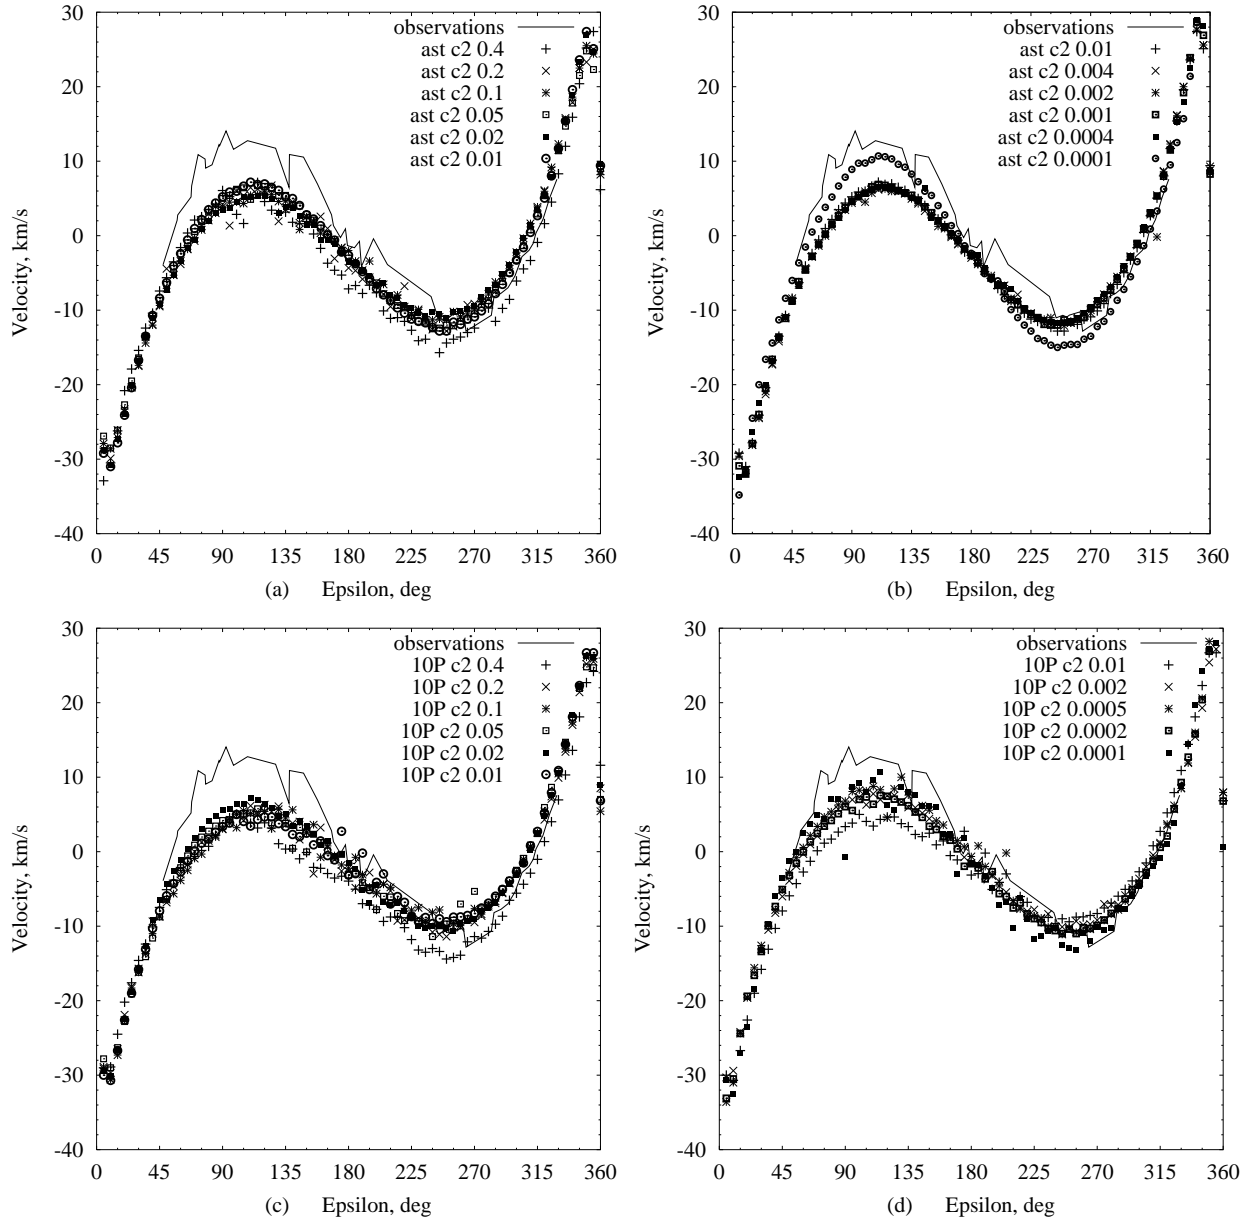 30
20
10
0
-10
-20
-30
-40
Velocity, km/s
observations
ast c2 0.4
ast c2 0.2
ast c2 0.1
ast c2 0.05
ast c2 0.02
ast c2 0.01
0 45 90 135 180 225 270 315 360
(a) Epsilon, deg
30
20
10
0
-10
-20
-30
-40
Velocity, km/s
observations
ast c2 0.01
ast c2 0.004
ast c2 0.002
ast c2 0.001
ast c2 0.0004
ast c2 0.0001
0 45 90 135 180 225 270 315 360
(b) Epsilon, deg
30
20
10
0
-10
-20
-30
-40
Velocity, km/s
observations
10P c2 0.4
10P c2 0.2
10P c2 0.1
10P c2 0.05
10P c2 0.02
10P c2 0.01
0 45 90 135 180 225 270 315 360
(c) Epsilon, deg
30
20
10
0
-10
-20
-30
-40
Velocity, km/s
observations
10P c2 0.01
10P c2 0.002
10P c2 0.0005
10P c2 0.0002
10P c2 0.0001
0 45 90 135 180 225 270 315 360
(d) Epsilon, deg